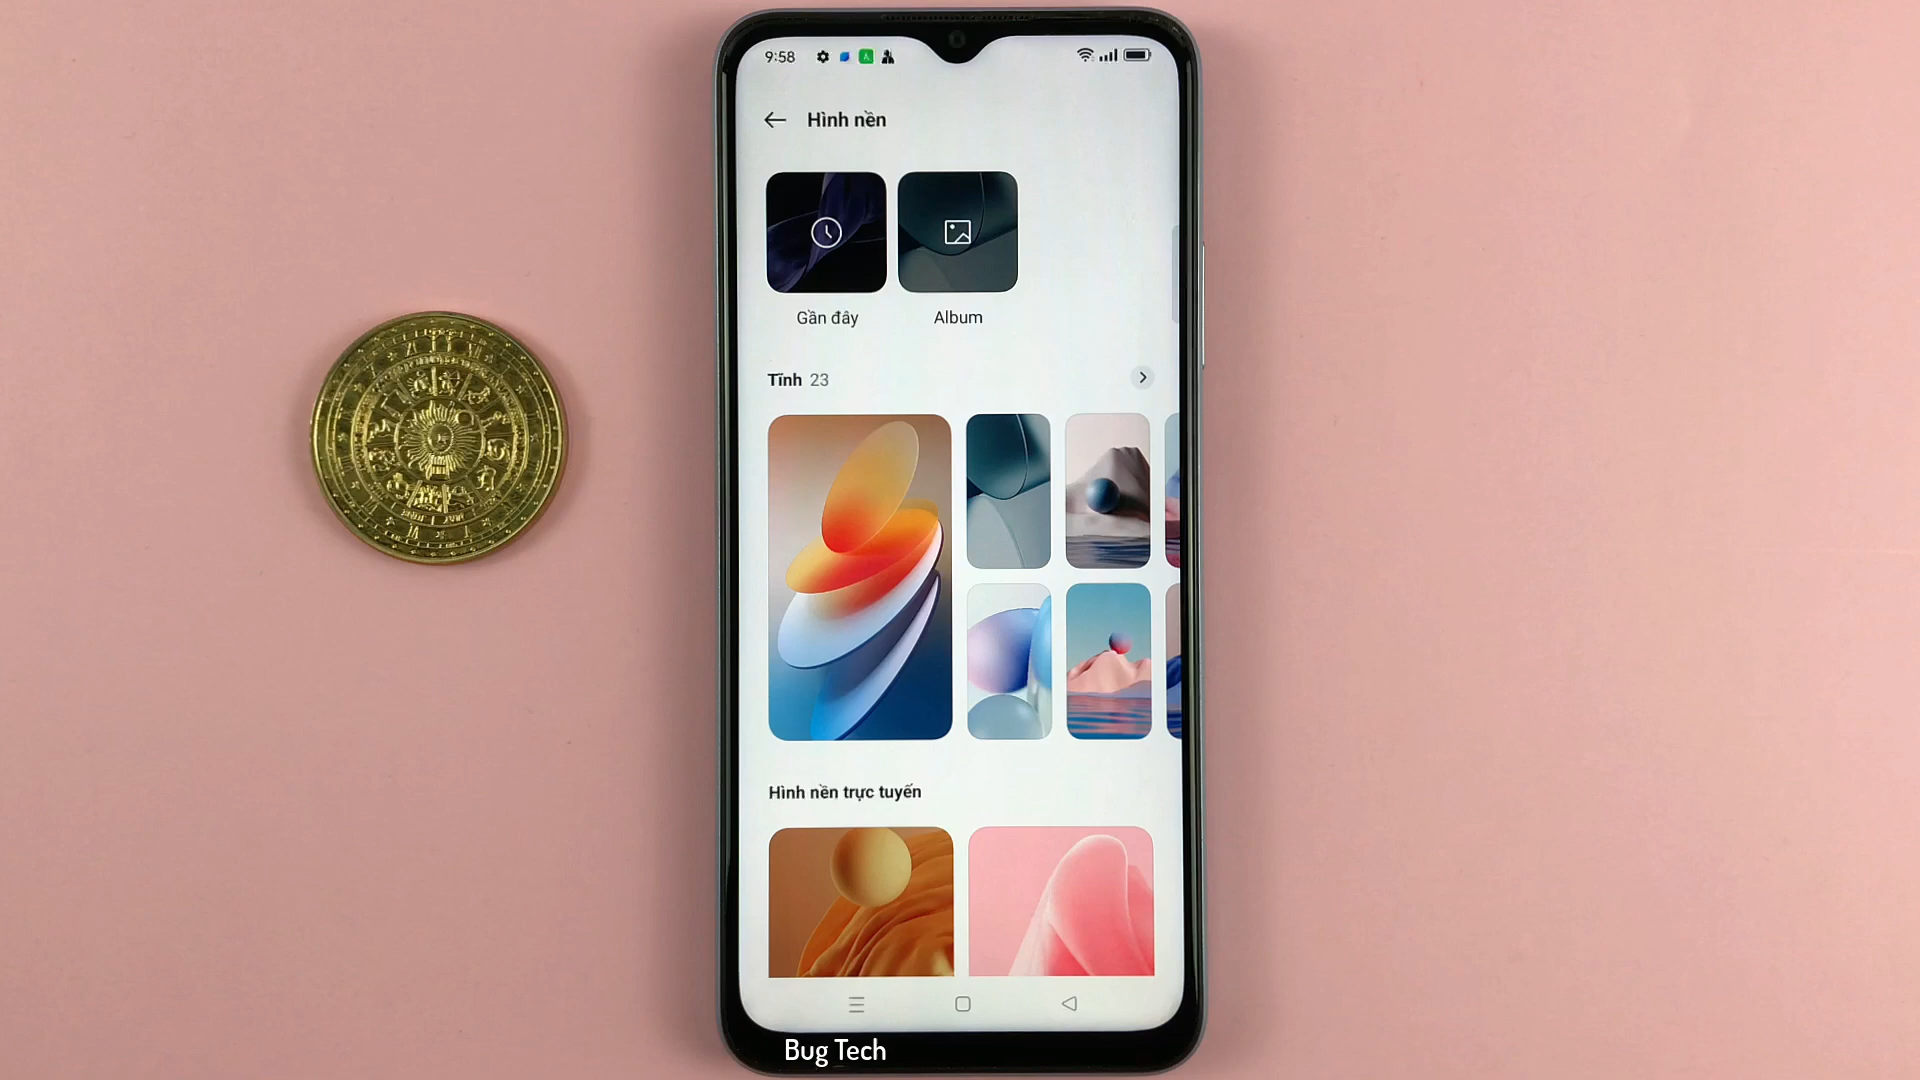 9:58
Hình nền
Gần đây
Album
Tĩnh 23
Hình nền trực tuyến
Bug Tech